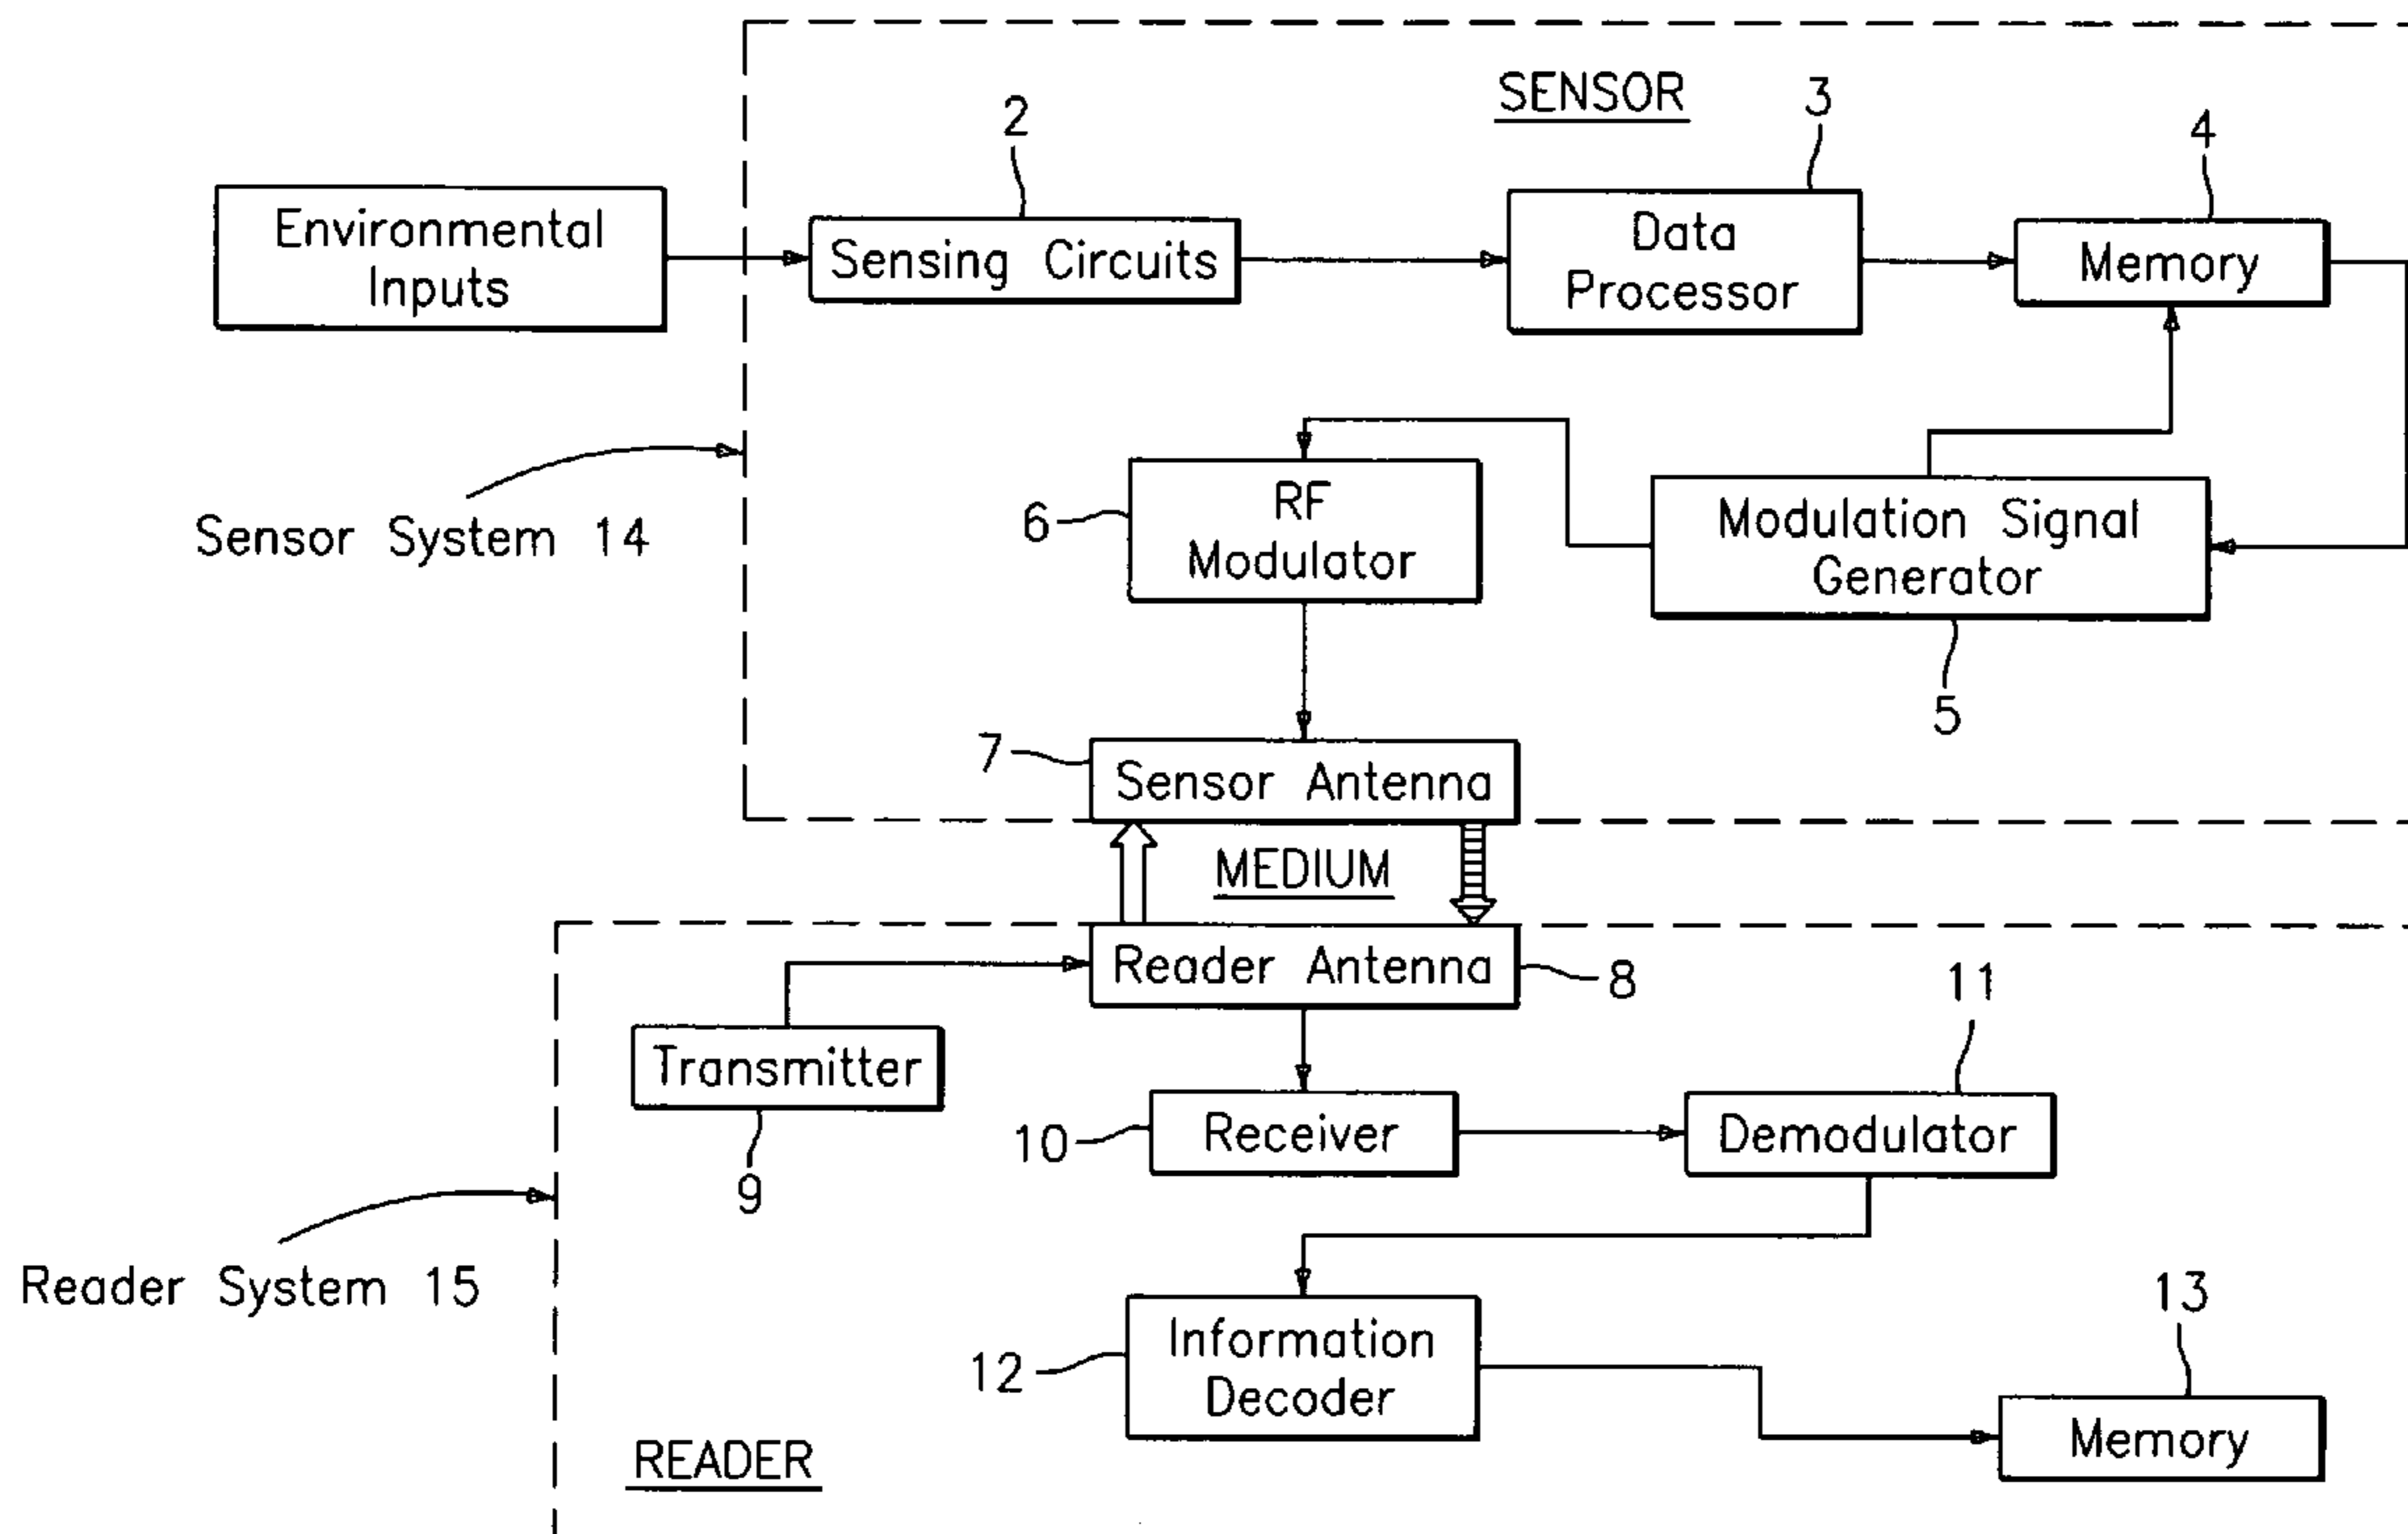 SENSOR
2
3
4
Environmental
Inputs
Sensing Circuits
Data
Processor
Memory
Sensor System 14
6
RF
Modulator
Modulation Signal
Generator
5
7
Sensor Antenna
MEDIUM
Reader Antenna
8
11
Transmitter
9
10
Receiver
Demodulator
Reader System 15
12
Information
Decoder
13
Memory
READER